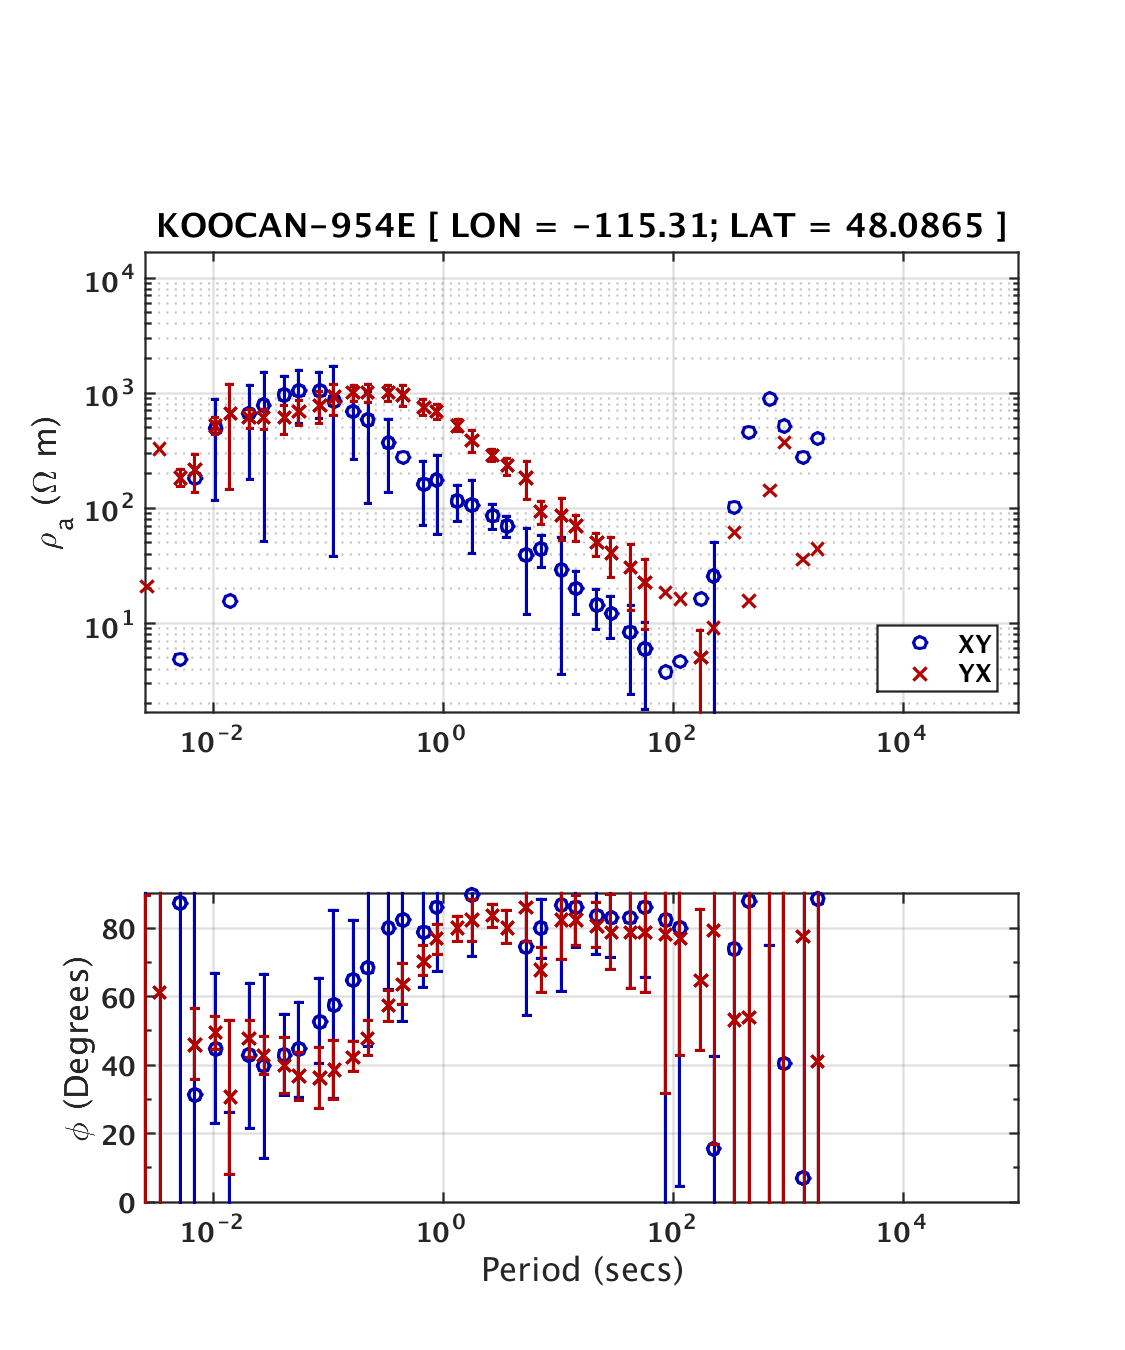 KOOCAN-954E [ LON = -115.31; LAT = 48.0865 ]
10^4
10^3
10^2
10^1
ρ_a (Ω m)
XY
YX
10^-2 10^0 10^2 10^4
80
60
40
20
0
ϕ (Degrees)
10^-2 10^0 10^2 10^4
Period (secs)